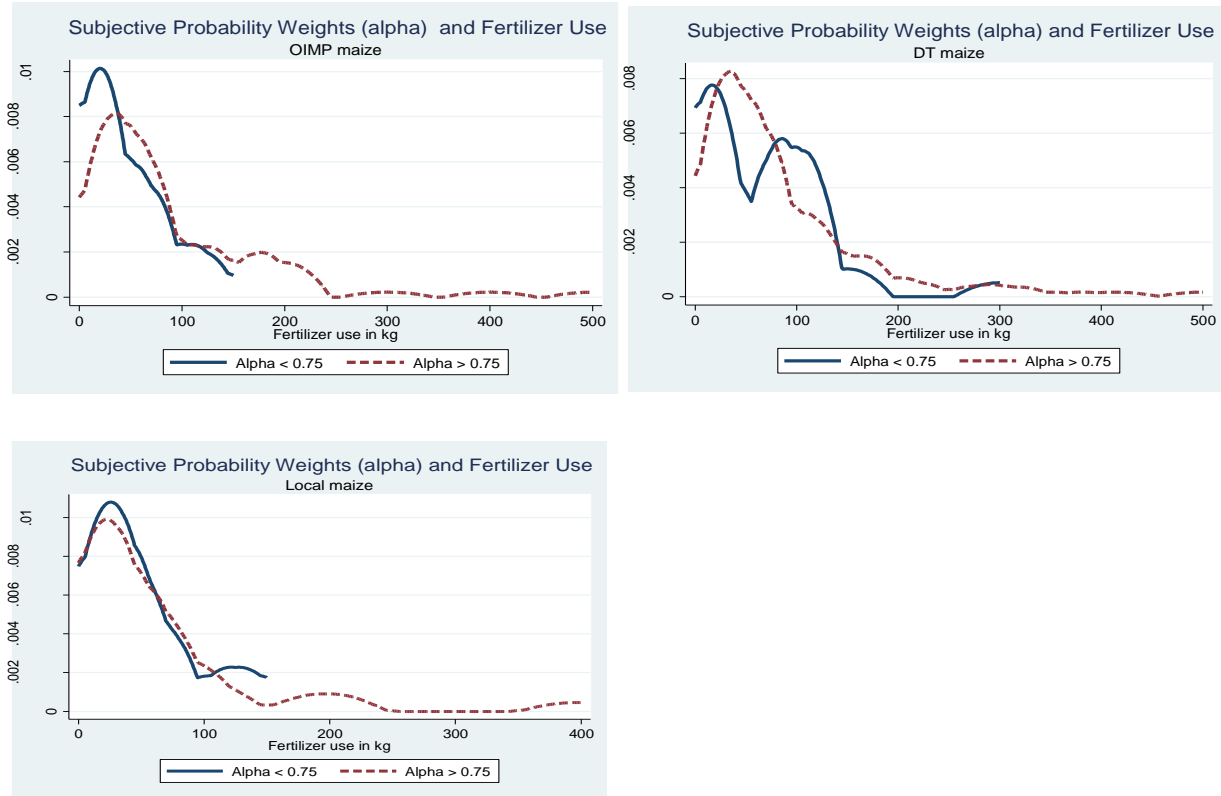 Subjective Probability Weights (alpha) and Fertilizer Use
OIMP maize
.01
.008
.006
.004
.002
0
0 100 200 300 400 500
Fertilizer use in kg
Alpha < 0.75 Alpha > 0.75
Subjective Probability Weights (alpha) and Fertilizer Use
DT maize
.008
.006
.004
.002
0
0 100 200 300 400 500
Fertilizer use in kg
Alpha < 0.75 Alpha > 0.75
Subjective Probability Weights (alpha) and Fertilizer Use
Local maize
.01
.008
.006
.004
.002
0
0 100 200 300 400
Fertilizer use in kg
Alpha < 0.75 Alpha > 0.75